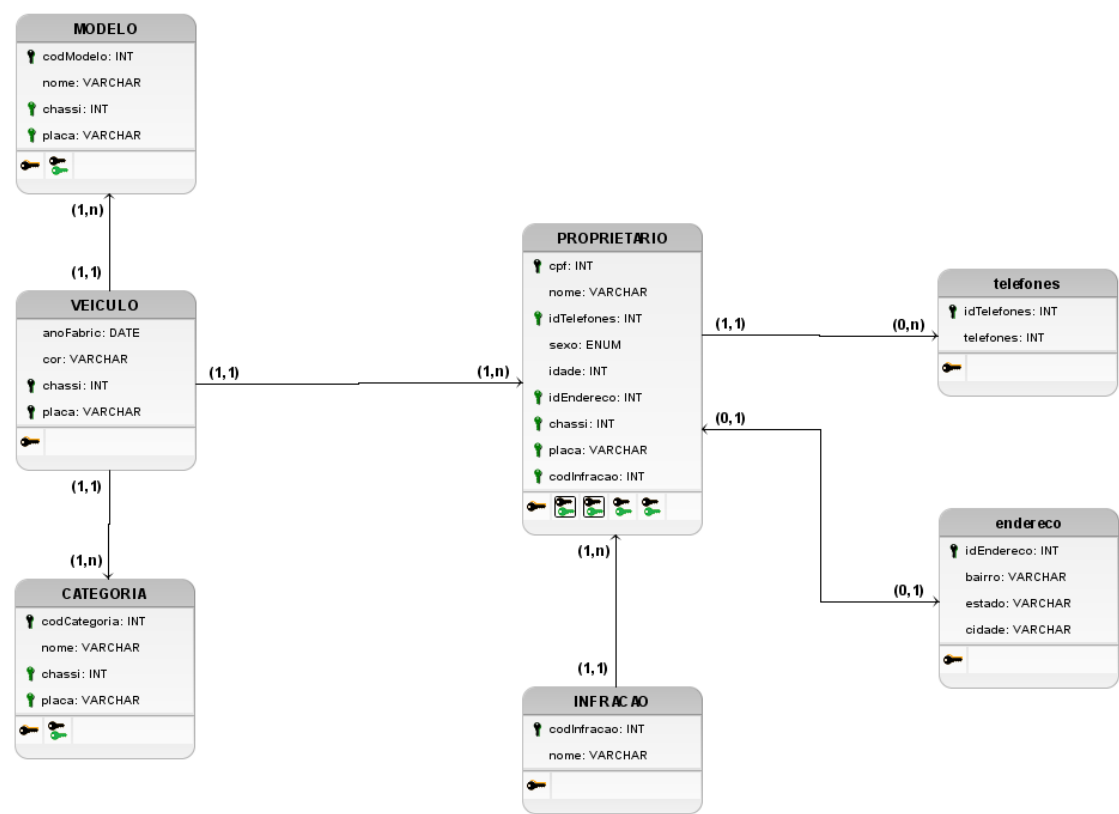 MODELO
codModelo: INT
nome: VARCHAR
chassi: INT
placa: VARCHAR
(1,n)
(1,1)
VEICULO
anoFabric: DATE
cor: VARCHAR
chassi: INT
placa: VARCHAR
(1,1)
(1,n)
(1,1)
(1,n)
CATEGORIA
codCategoria: INT
nome: VARCHAR
chassi: INT
placa: VARCHAR
PROPRIETARIO
cpf: INT
nome: VARCHAR
idTelefones: INT
sexo: ENUM
idade: INT
idEndereco: INT
chassi: INT
placa: VARCHAR
codInfracao: INT
(1,1)
(0,n)
(0,1)
(0,1)
(1,n)
(1,1)
INFRACAO
codInfracao: INT
nome: VARCHAR
telefones
idTelefones: INT
telefones: INT
endereco
idEndereco: INT
bairro: VARCHAR
estado: VARCHAR
cidade: VARCHAR